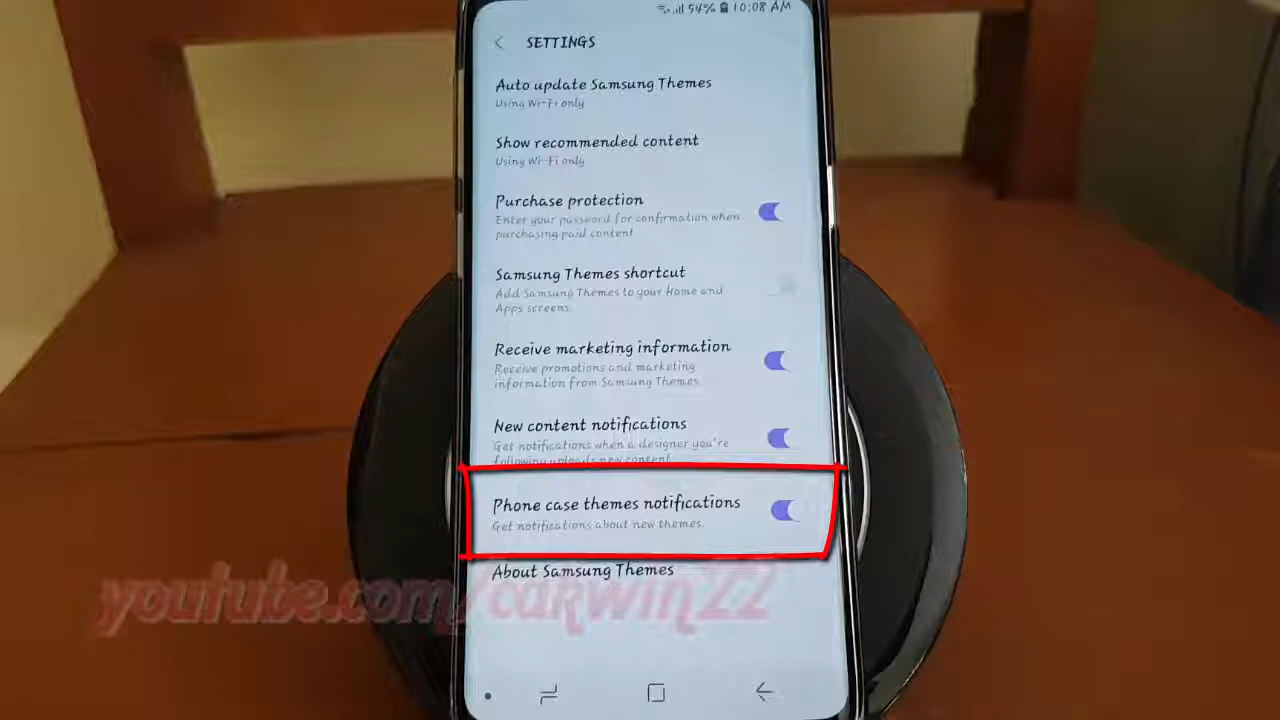 54% 10:08 AM
SETTINGS
Auto update Samsung Themes
Using Wi-Fi only
Show recommended content
Using Wi-Fi only
Purchase protection
Enter your password for confirmation when
purchasing paid content.
Samsung Themes shortcut
Add Samsung Themes to your Home and
Apps screens.
Receive marketing information
Receive promotions and marketing
information from Samsung Themes.
New content notifications
Get notifications when a designer you're
following uploads new content.
Phone case themes notifications
Get notifications about new themes.
About Samsung Themes
youtube.com/carwin22